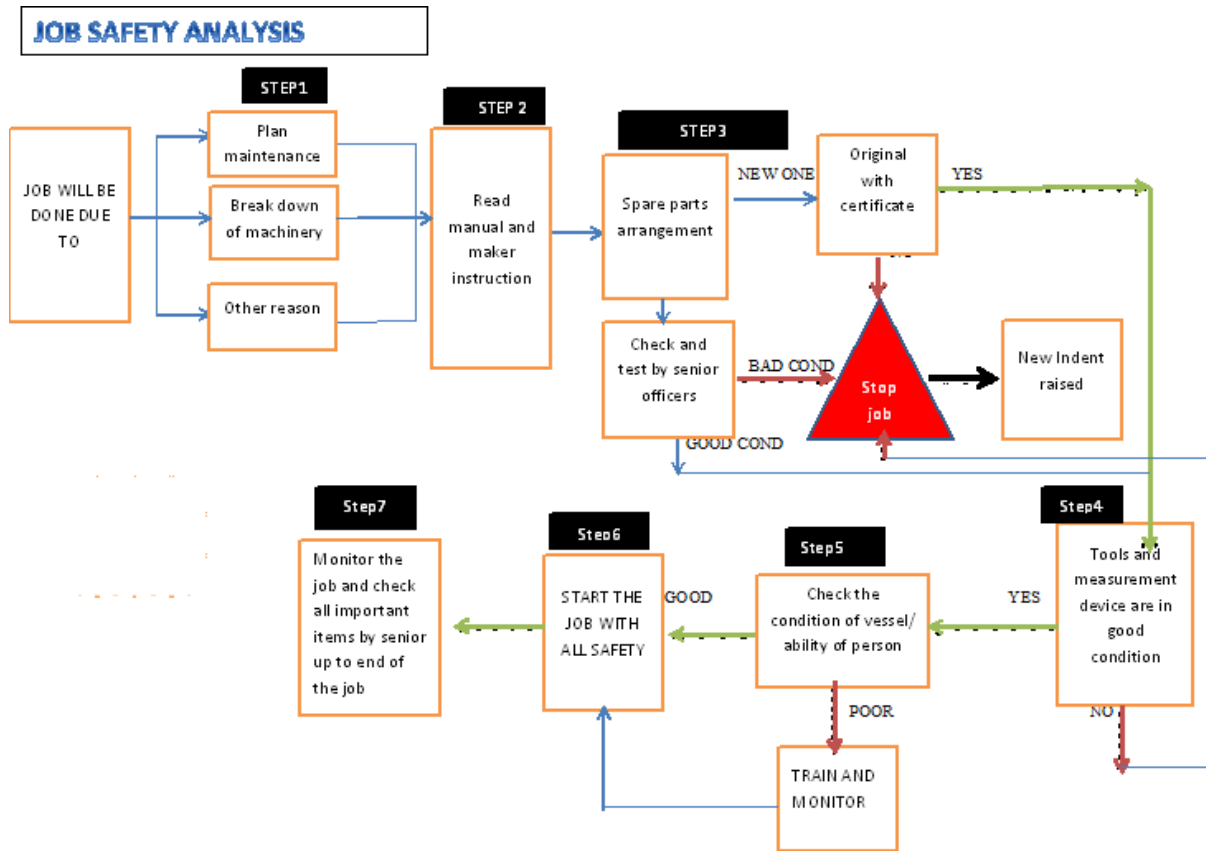 JOB SAFETY ANALYSIS
STEP1
STEP 2
STEP3
JOB WILL BE
DONE DUE
TO
Plan
maintenance
Break down
of machinery
Other reason
Read
manual and
maker
instruction
Spare parts
arrangement
NEW ONE
Original
with
certificate
YES
Check and
test by senior
officers
BAD COND
GOOD COND
Stop
job
New Indent
raised
Step7
Monitor the
job and check
all important
items by senior
up to end of
the job
Step6
START THE
JOB WITH
ALL SAFETY
GOOD
Step5
Check the
condition of vessel/
ability of person
YES
Step4
Tools and
measurement
device are in
good
condition
POOR
NO
TRAIN AND
MONITOR